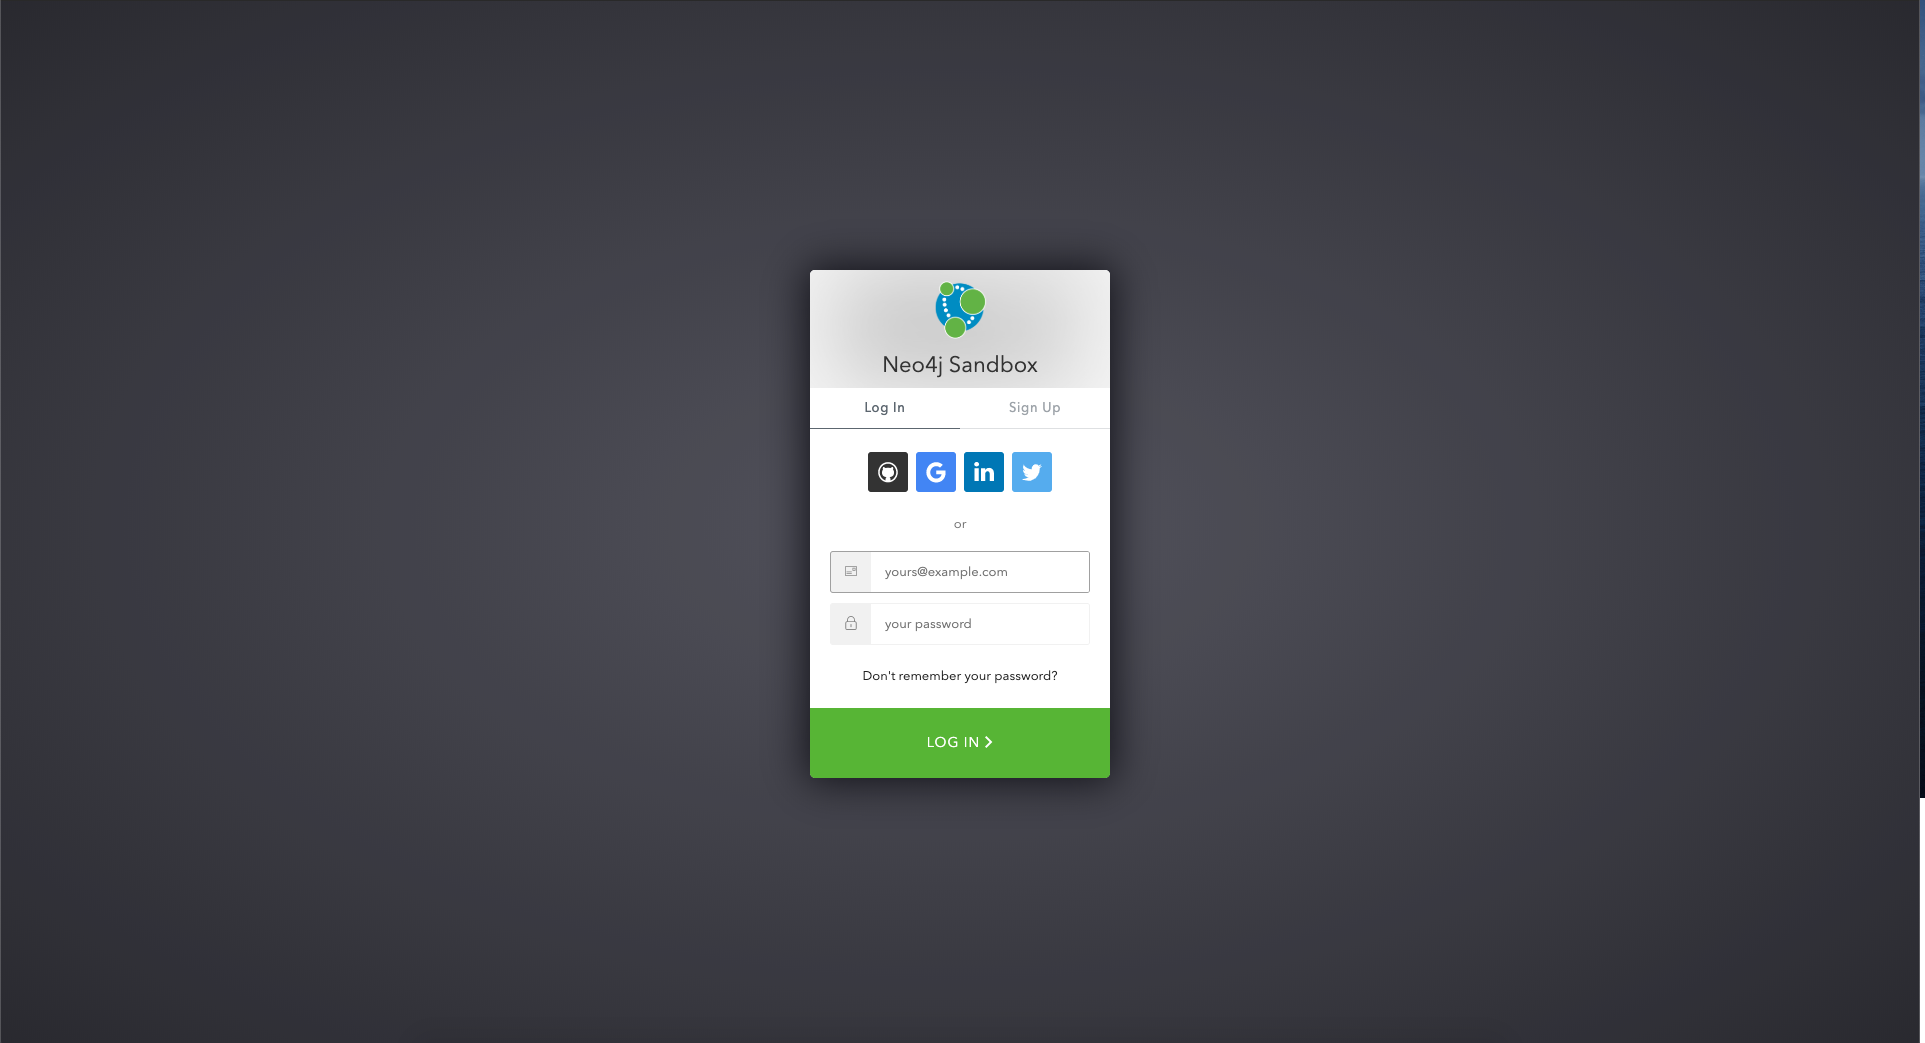 Neo4j Sandbox
Log In
Sign Up
in
or
yours@example.com
your password
Don't remember your password?
LOG IN